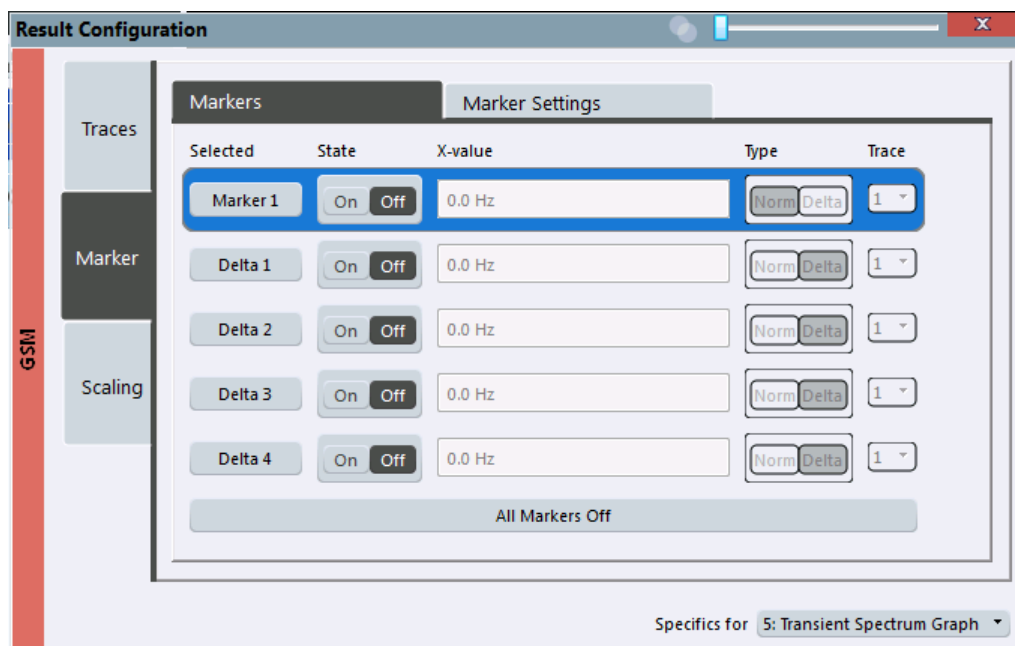 Result Configuration
X
GSM
Traces
Marker
Scaling
Markers Marker Settings
Selected State X-value Type Trace
Marker 1 On Off 0.0 Hz Norm Delta 1
Delta 1 On Off 0.0 Hz Norm Delta 1
Delta 2 On Off 0.0 Hz Norm Delta 1
Delta 3 On Off 0.0 Hz Norm Delta 1
Delta 4 On Off 0.0 Hz Norm Delta 1
All Markers Off
Specifics for 5: Transient Spectrum Graph